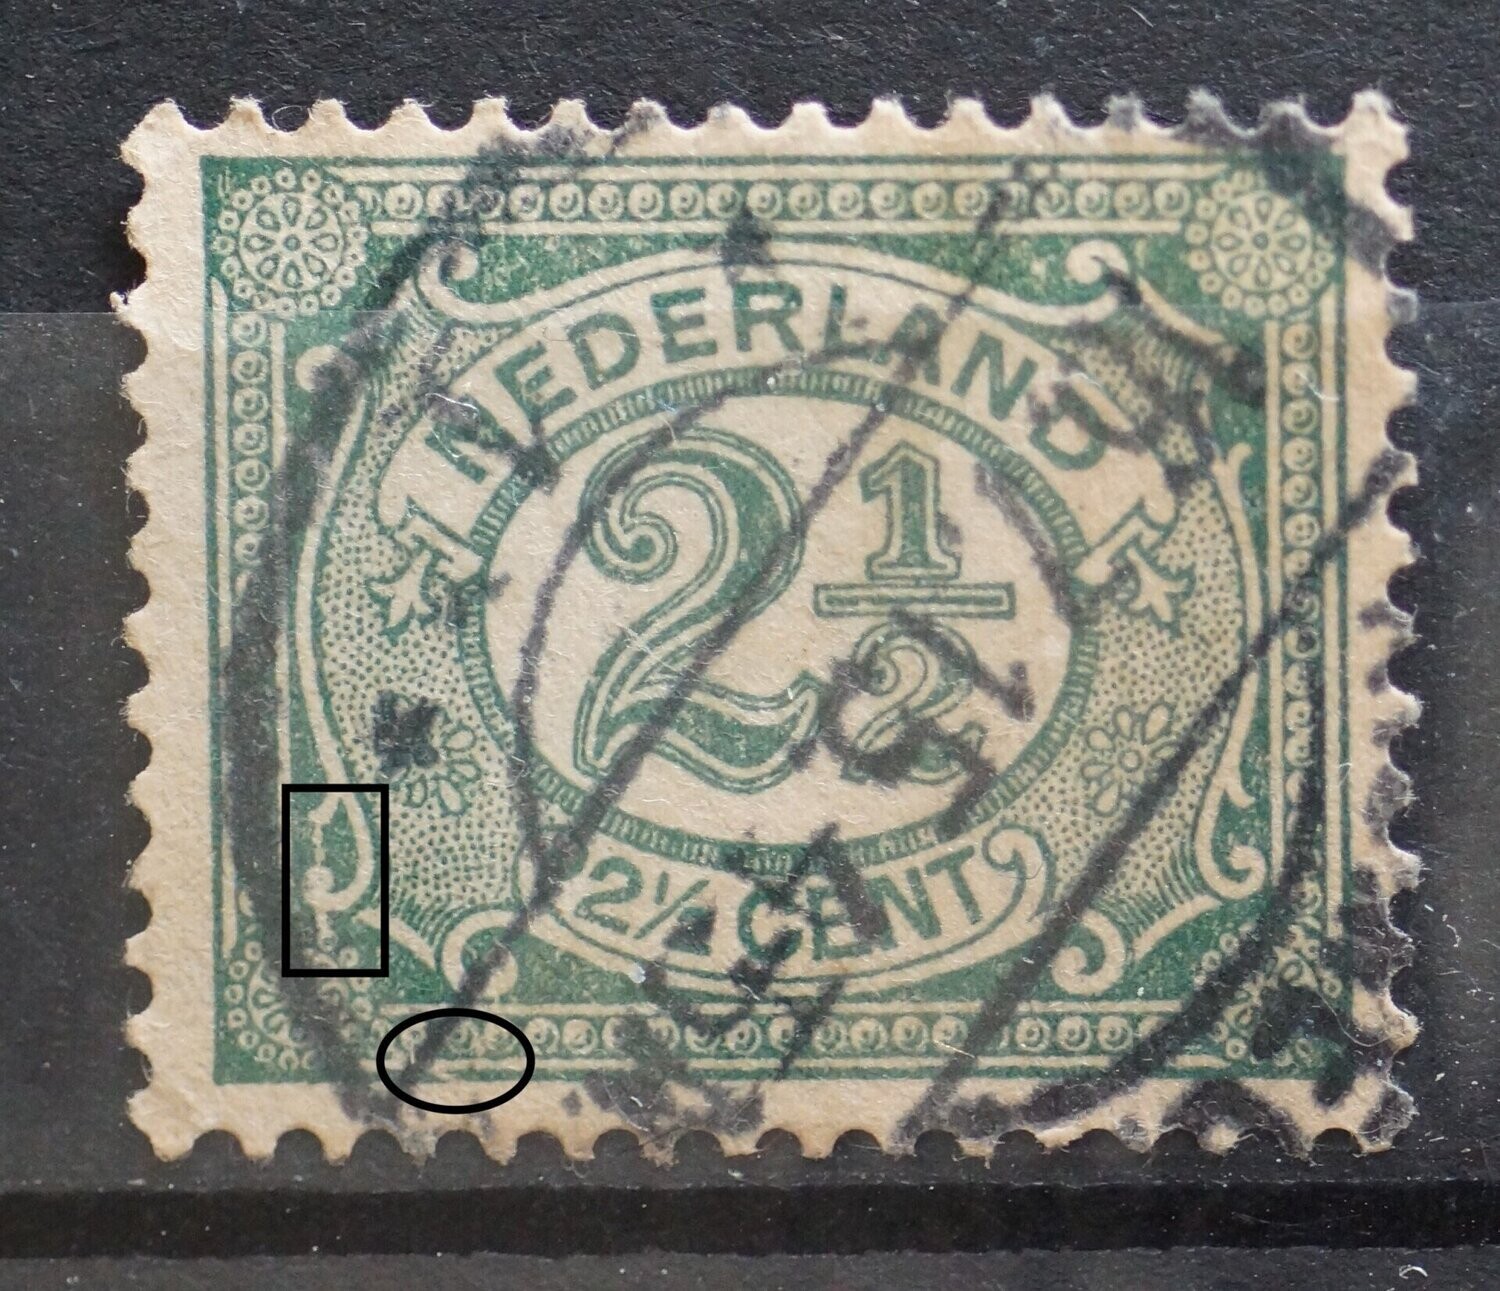 NEDERLAND
2 1/2
2½ CENT